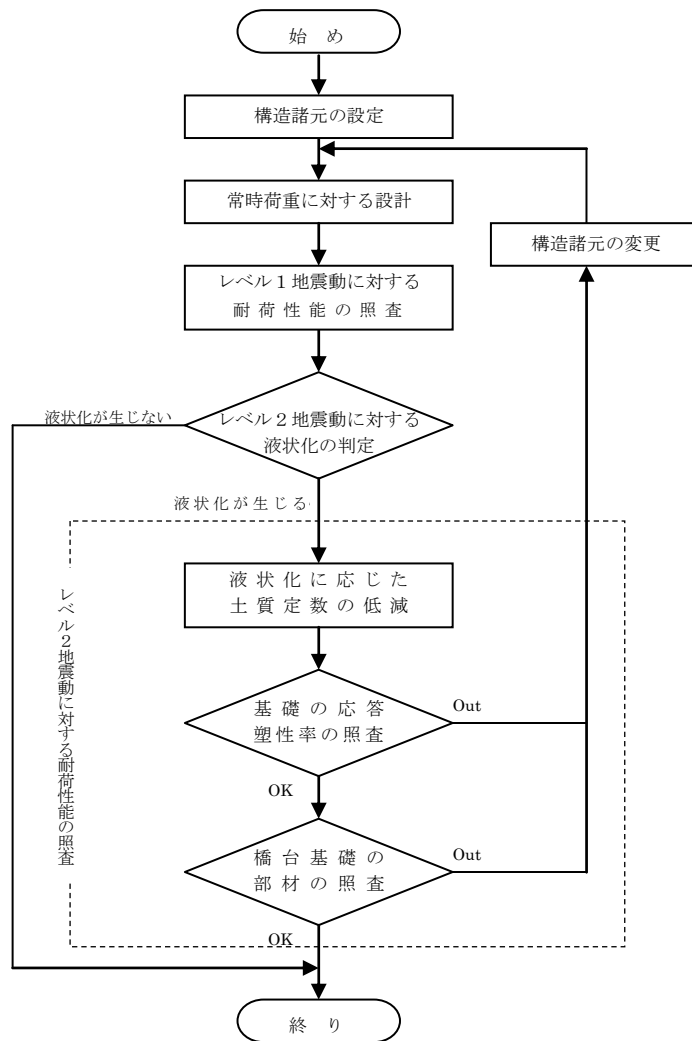 始め
構造諸元の設定
常時荷重に対する設計
構造諸元の変更
レベル１地震動に対する
耐荷性能の照査
液状化が生じない
レベル２地震動に対する
液状化の判定
液状化が生じる
液状化に応じた
土質定数の低減
レベル２地震動に対する耐荷性能の照査
基礎の応答
塑性率の照査
Out
OK
橋台基礎の
部材の照査
Out
OK
終り